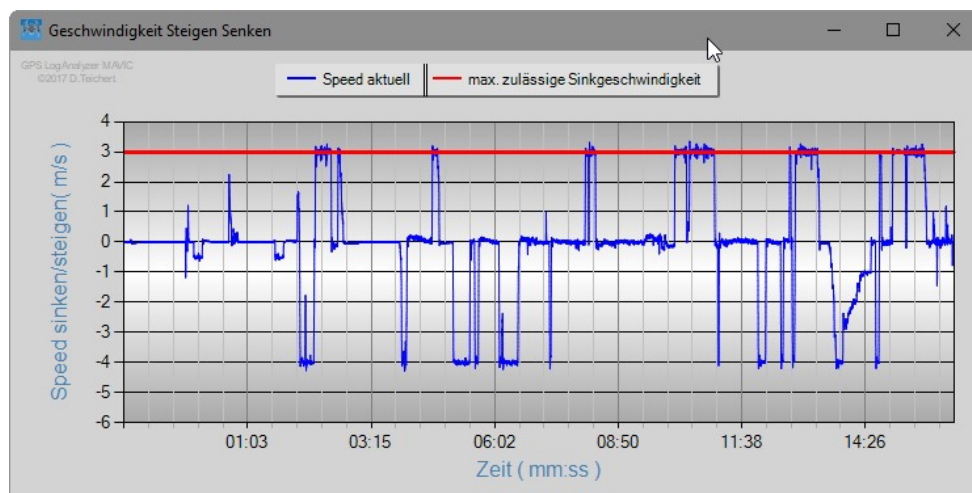 Geschwindigkeit Steigen Senken
GPS LogAnalyzer MAVIC
©2017 D.Teichert
Speed aktuell
max. zulässige Sinkgeschwindigkeit
Speed sinken/steigen( m/s )
4
3
2
1
0
-1
-2
-3
-4
-5
-6
01:03 03:15 06:02 08:50 11:38 14:26
Zeit ( mm:ss )